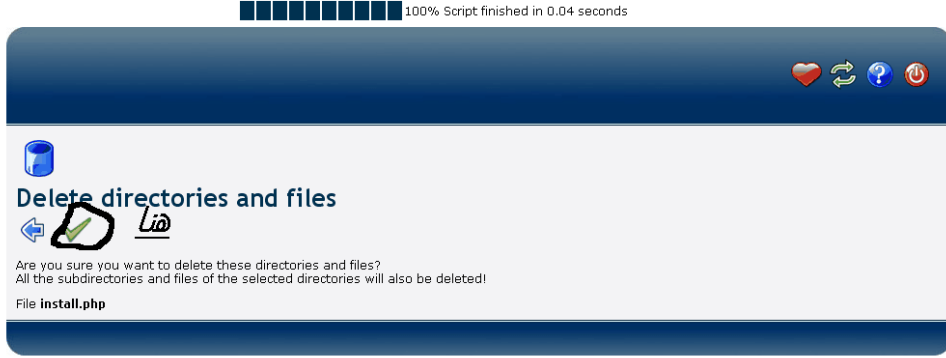 100% Script finished in 0.04 seconds
Delete directories and files
هنا
Are you sure you want to delete these directories and files?
All the subdirectories and files of the selected directories will also be deleted!
File install.php